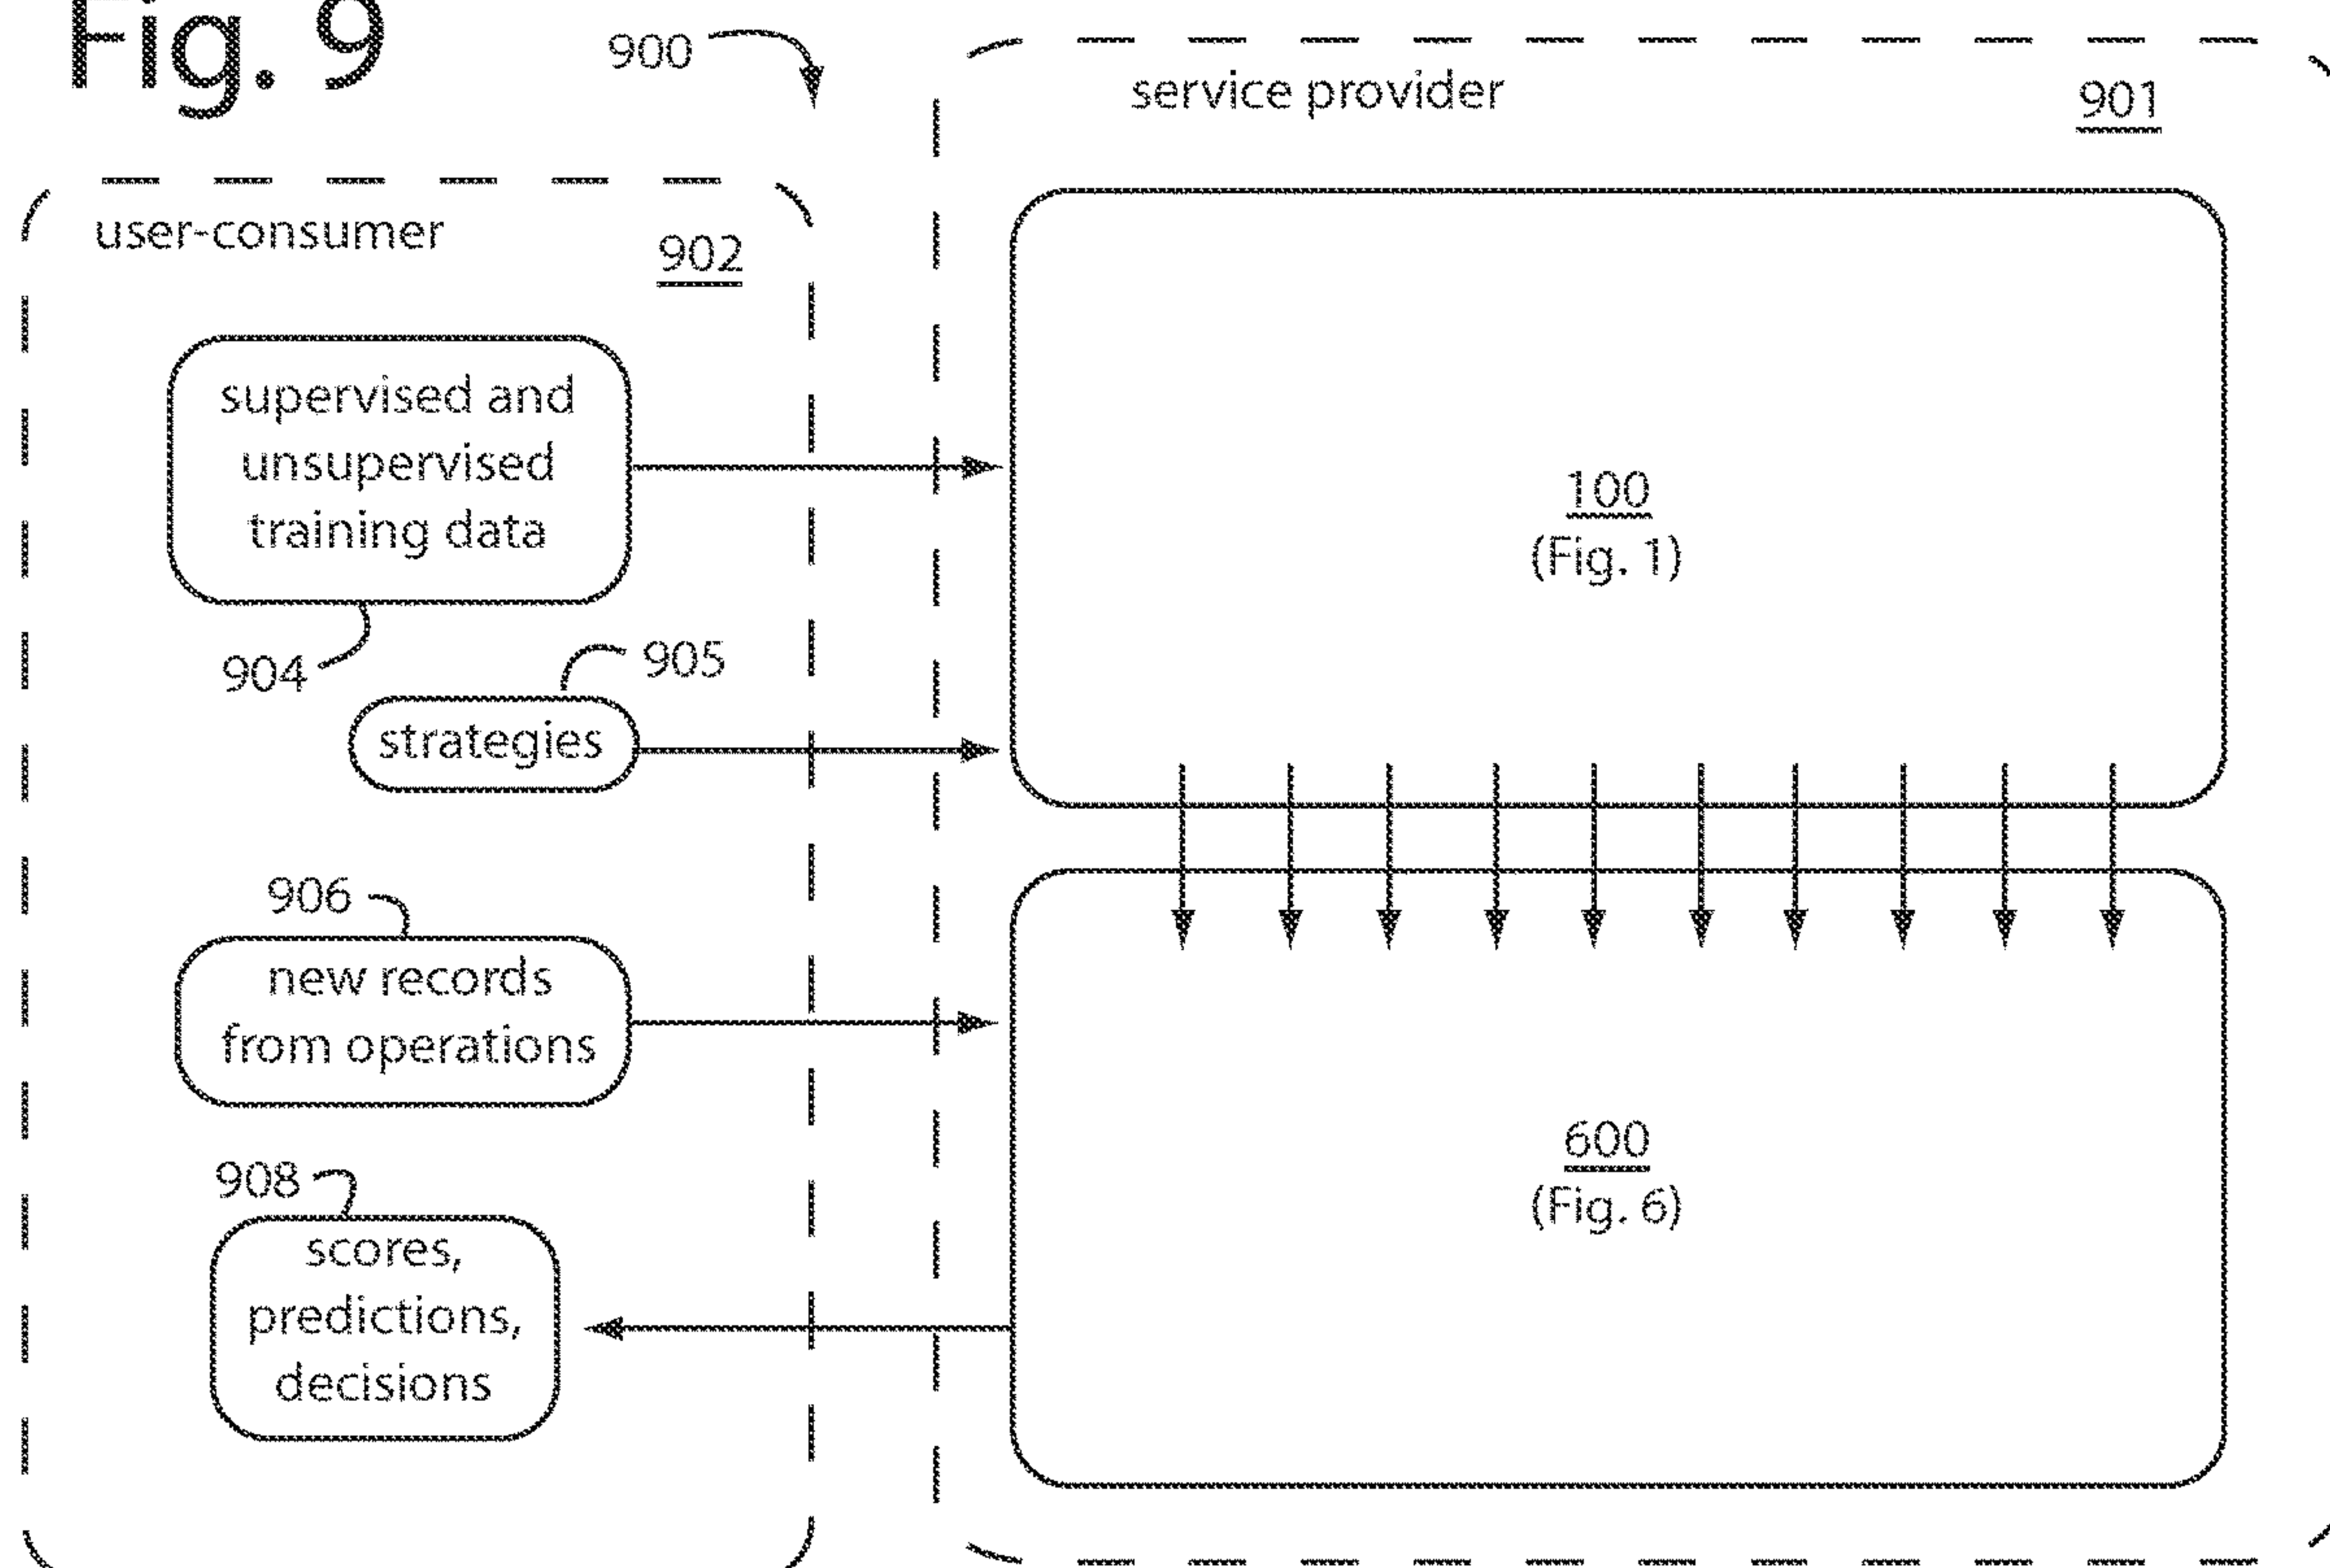 Fig. 9
900
service provider
901
user-consumer
902
supervised and
unsupervised
training data
904
905
strategies
100
(Fig. 1)
906
new records
from operations
908
scores,
predictions,
decisions
600
(Fig. 6)